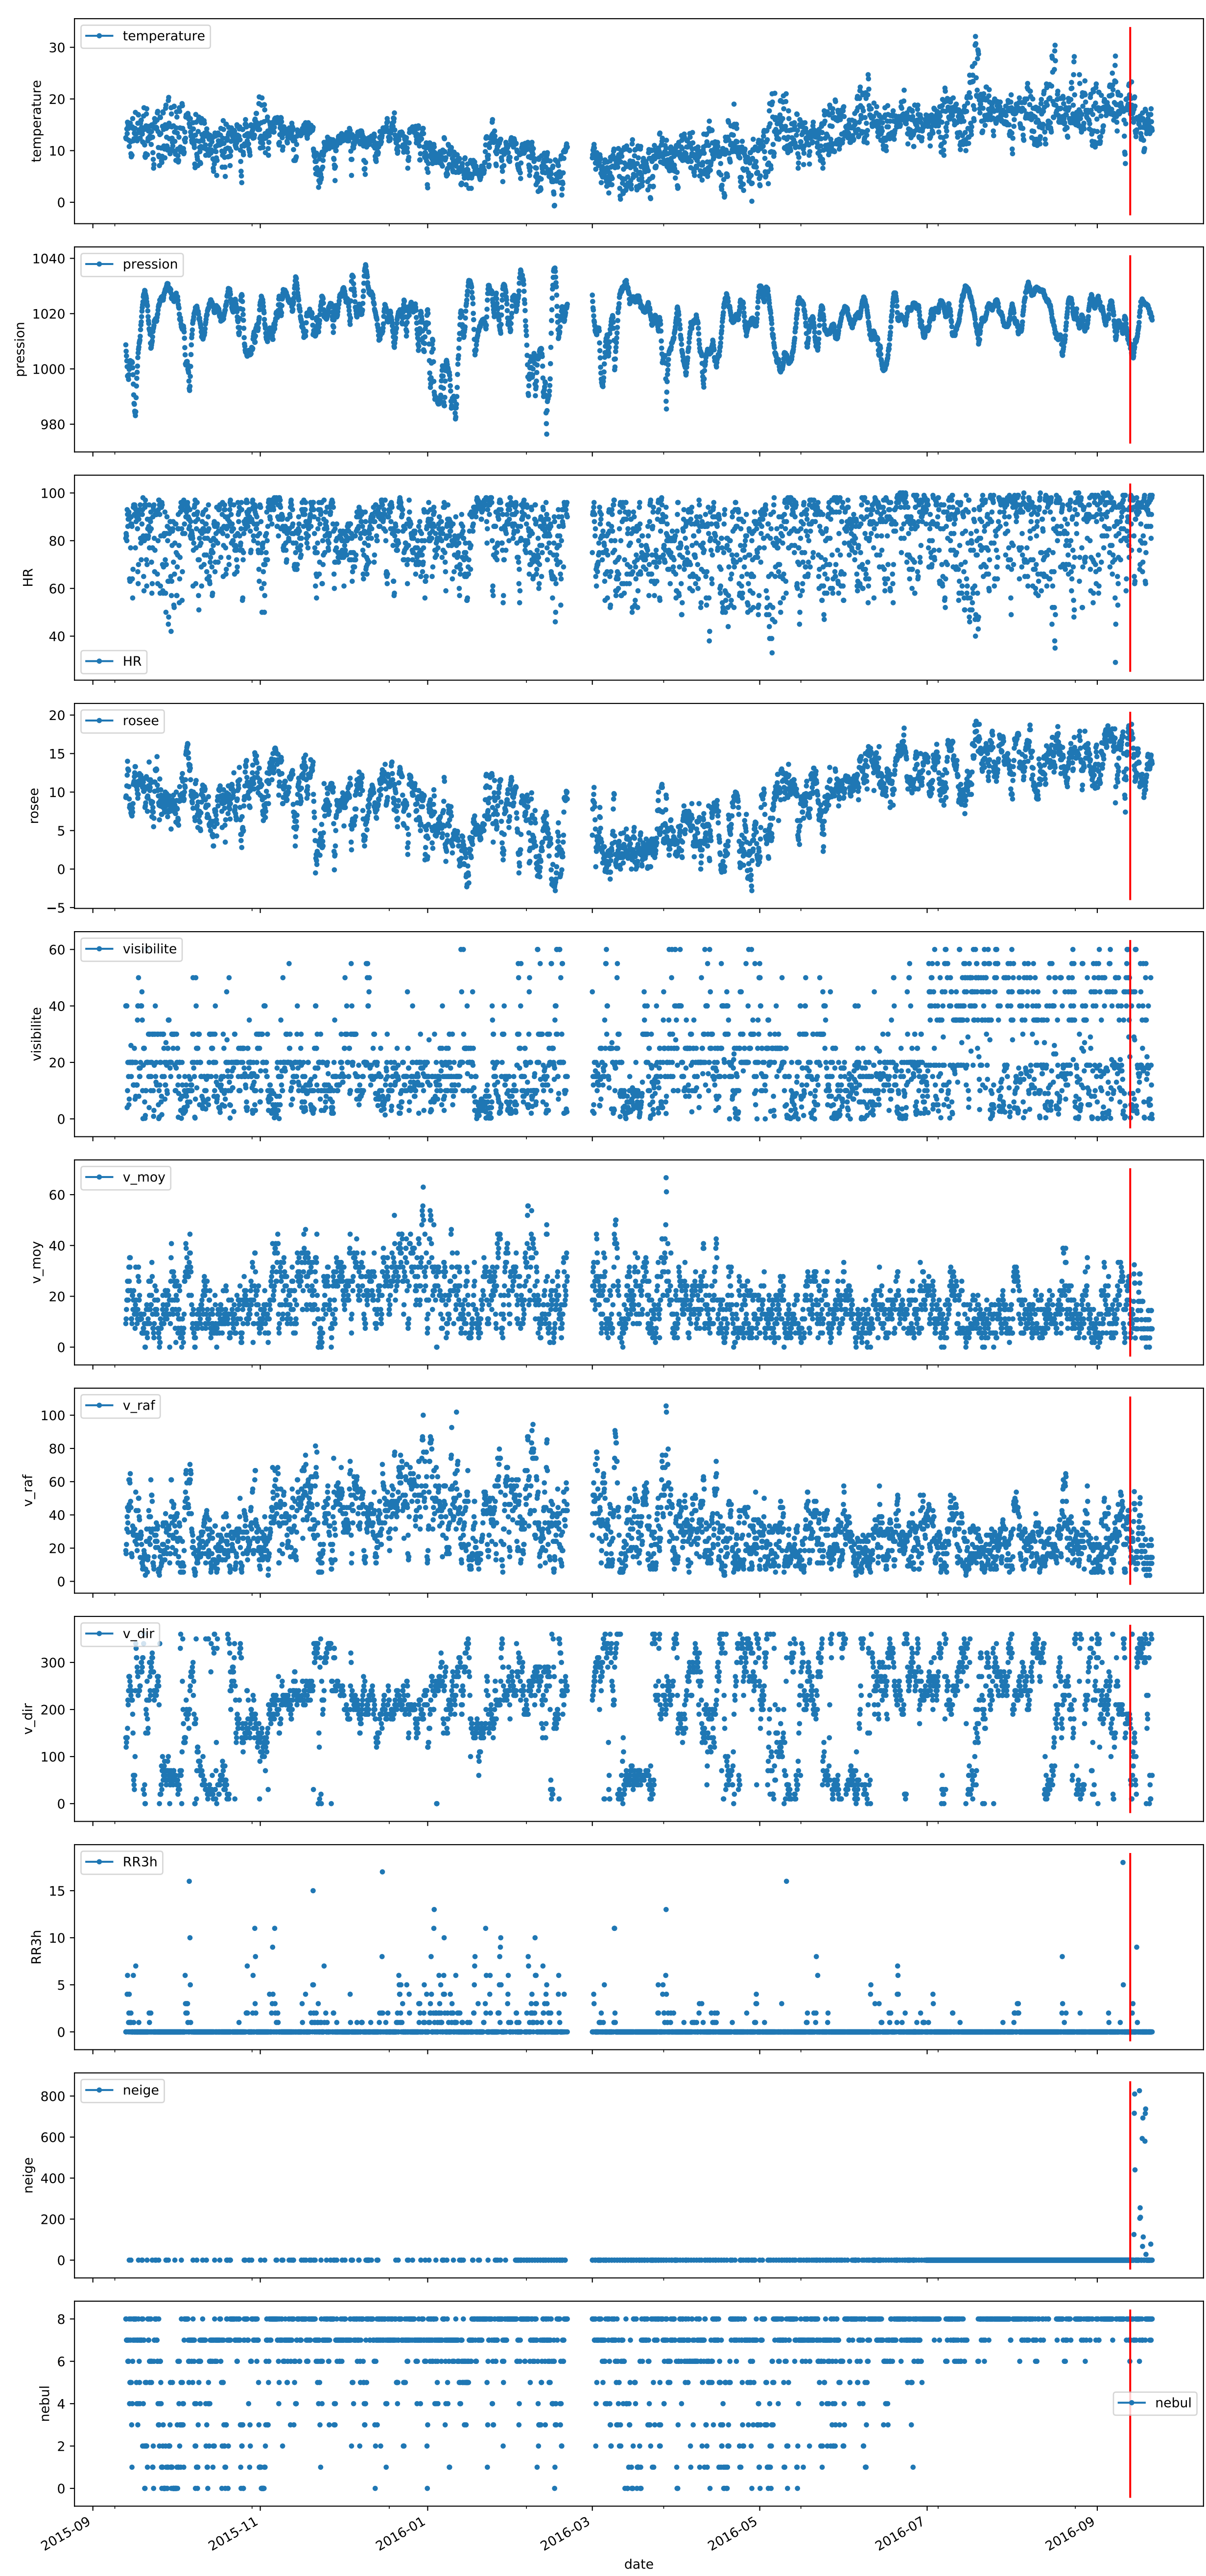 temperature
30
20
10
0
temperature
pression
1040
1020
1000
980
pression
HR
100
80
60
40
HR
rosee
20
15
10
5
0
−5
rosee
visibilite
60
40
20
0
visibilite
v_moy
60
40
20
0
v_moy
v_raf
100
80
60
40
20
0
v_raf
v_dir
300
200
100
0
v_dir
RR3h
15
10
5
0
RR3h
neige
800
600
400
200
0
neige
nebul
8
6
4
2
0
nebul
2015-09
2015-11
2016-01
2016-03
2016-05
2016-07
2016-09
date